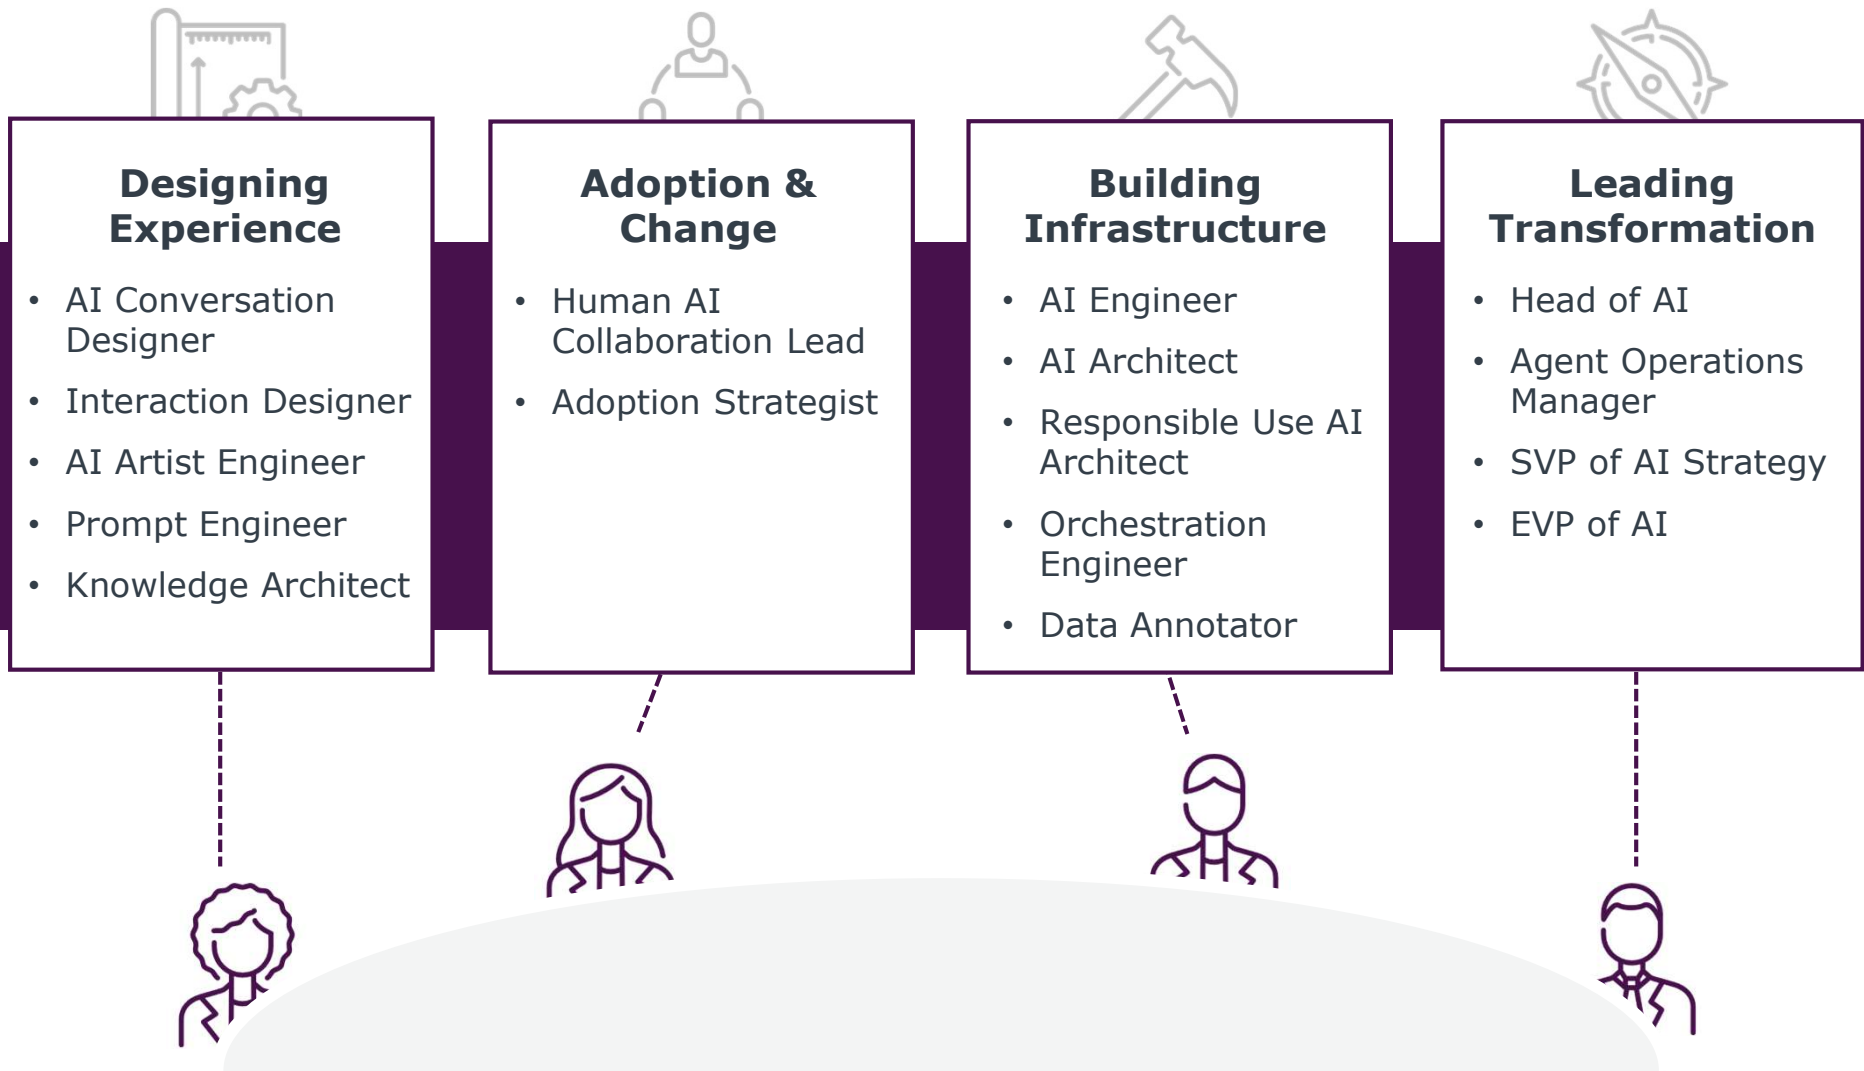 Designing
Experience
• AI Conversation
Designer
• Interaction Designer
• AI Artist Engineer
• Prompt Engineer
• Knowledge Architect
Adoption &
Change
• Human AI
Collaboration Lead
• Adoption Strategist
Building
Infrastructure
• AI Engineer
• AI Architect
• Responsible Use AI
Architect
• Orchestration
Engineer
• Data Annotator
Leading
Transformation
• Head of AI
• Agent Operations
Manager
• SVP of AI Strategy
• EVP of AI